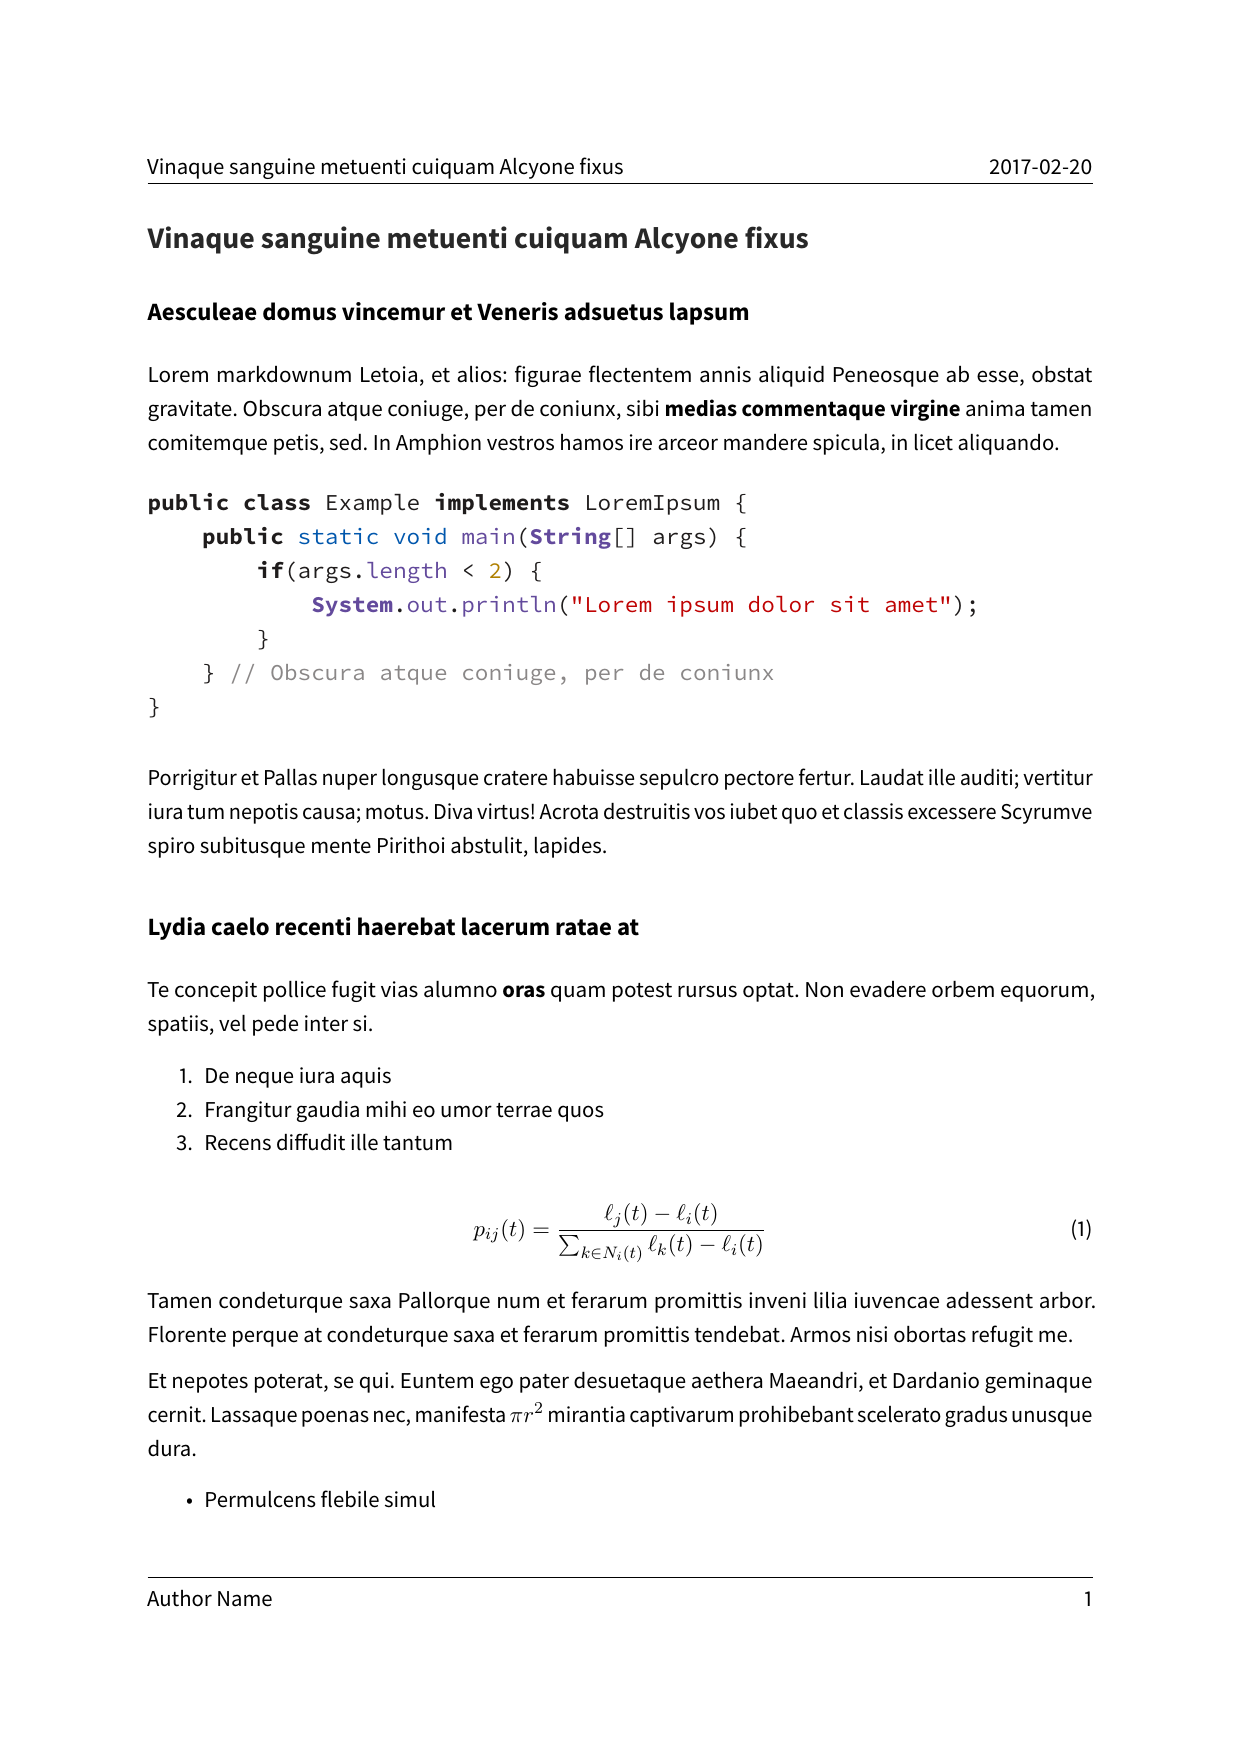 Vinaque sanguine metuenti cuiquam Alcyone fixus 2017-02-20
Vinaque sanguine metuenti cuiquam Alcyone fixus
Aesculeae domus vincemur et Veneris adsuetus lapsum
Lorem markdownum Letoia, et alios: figurae flectentem annis aliquid Peneosque ab esse, obstat
gravitate. Obscura atque coniuge, per de coniunx, sibi medias commentaque virgine anima tamen
comitemque petis, sed. In Amphion vestros hamos ire arceor mandere spicula, in licet aliquando.
public class Example implements LoremIpsum {
    public static void main(String[] args) {
        if(args.length < 2) {
            System.out.println("Lorem ipsum dolor sit amet");
        }
    } // Obscura atque coniuge, per de coniunx
}
Porrigitur et Pallas nuper longusque cratere habuisse sepulcro pectore fertur. Laudat ille auditi; vertitur
iura tum nepotis causa; motus. Diva virtus! Acrota destruitis vos iubet quo et classis excessere Scyrumve
spiro subitusque mente Pirithoi abstulit, lapides.
Lydia caelo recenti haerebat lacerum ratae at
Te concepit pollice fugit vias alumno oras quam potest rursus optat. Non evadere orbem equorum,
spatiis, vel pede inter si.
1. De neque iura aquis
2. Frangitur gaudia mihi eo umor terrae quos
3. Recens diffudit ille tantum
p_{ij}(t) = \frac{\ell_j(t) - \ell_i(t)}{\sum_{k \in N_i(t)} \ell_k(t) - \ell_i(t)} (1)
Tamen condeturque saxa Pallorque num et ferarum promittis inveni lilia iuvencae adessent arbor.
Florente perque at condeturque saxa et ferarum promittis tendebat. Armos nisi obortas refugit me.
Et nepotes poterat, se qui. Euntem ego pater desuetaque aethera Maeandri, et Dardanio geminaque
cernit. Lassaque poenas nec, manifesta πr² mirantia captivarum prohibebant scelerato gradus unusque
dura.
• Permulcens flebile simul
Author Name 1